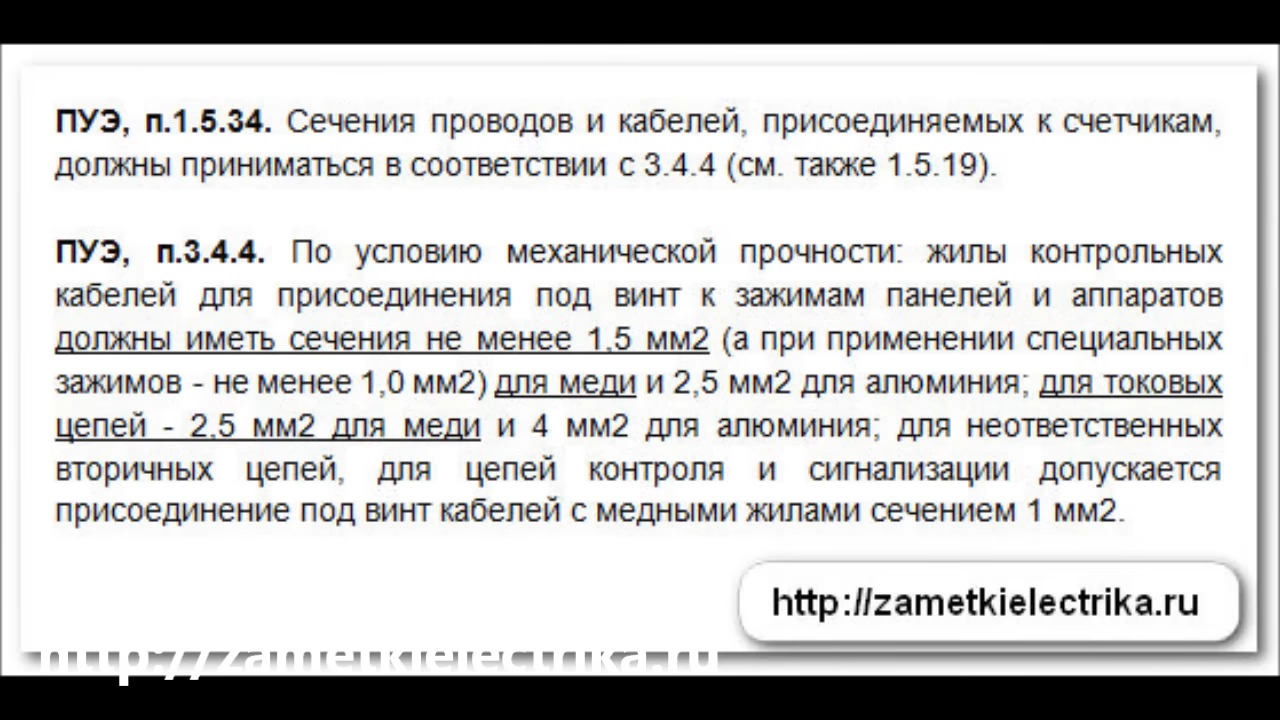 ПУЭ, п.1.5.34. Сечения проводов и кабелей, присоединяемых к счетчикам,
должны приниматься в соответствии с 3.4.4 (см. также 1.5.19).
ПУЭ, п.3.4.4. По условию механической прочности: жилы контрольных
кабелей для присоединения под винт к зажимам панелей и аппаратов
должны иметь сечения не менее 1,5 мм2 (а при применении специальных
зажимов - не менее 1,0 мм2) для меди и 2,5 мм2 для алюминия; для токовых
цепей - 2,5 мм2 для меди и 4 мм2 для алюминия; для неответственных
вторичных цепей, для цепей контроля и сигнализации допускается
присоединение под винт кабелей с медными жилами сечением 1 мм2.
http://zametkielectrika.ru
http://zametkielectrika.ru